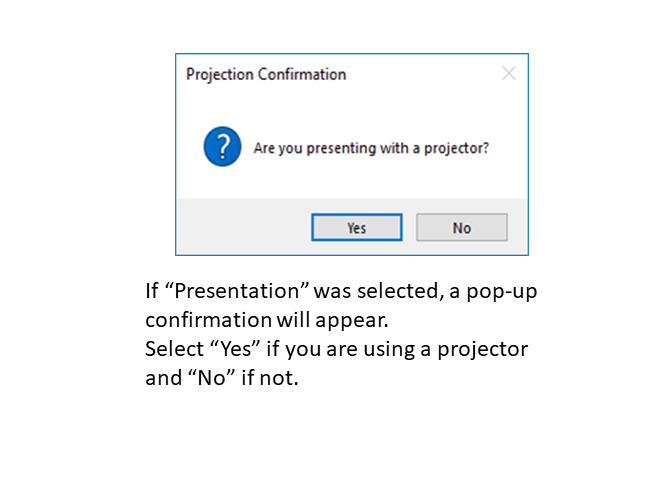 Projection Confirmation
?
Are you presenting with a projector?
Yes No
If “Presentation” was selected, a pop-up
confirmation will appear.
Select “Yes” if you are using a projector
and “No” if not.